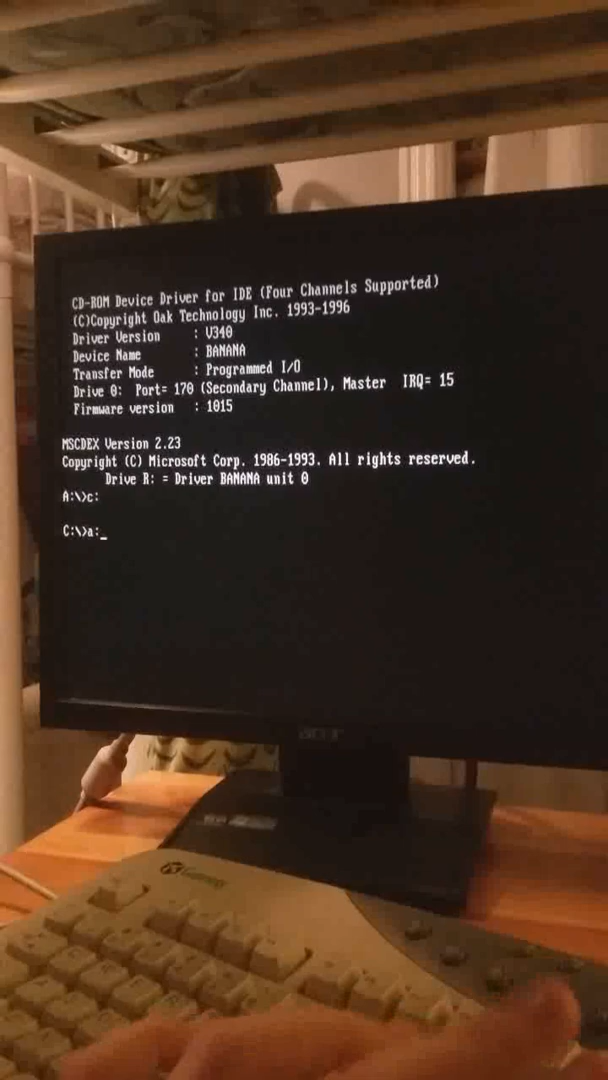 CD-ROM Device Driver for IDE (Four Channels Supported)
(C)Copyright Oak Technology Inc. 1993-1996
Driver Version : V340
Device Name : BANANA
Transfer Mode : Programmed I/O
Drive 0: Port= 170 (Secondary Channel), Master IRQ= 15
Firmware version : 1015
MSCDEX Version 2.23
Copyright (C) Microsoft Corp. 1986-1993. All rights reserved.
Drive R: = Driver BANANA unit 0
A:\>c:
C:\>a:_
acer
Gateway